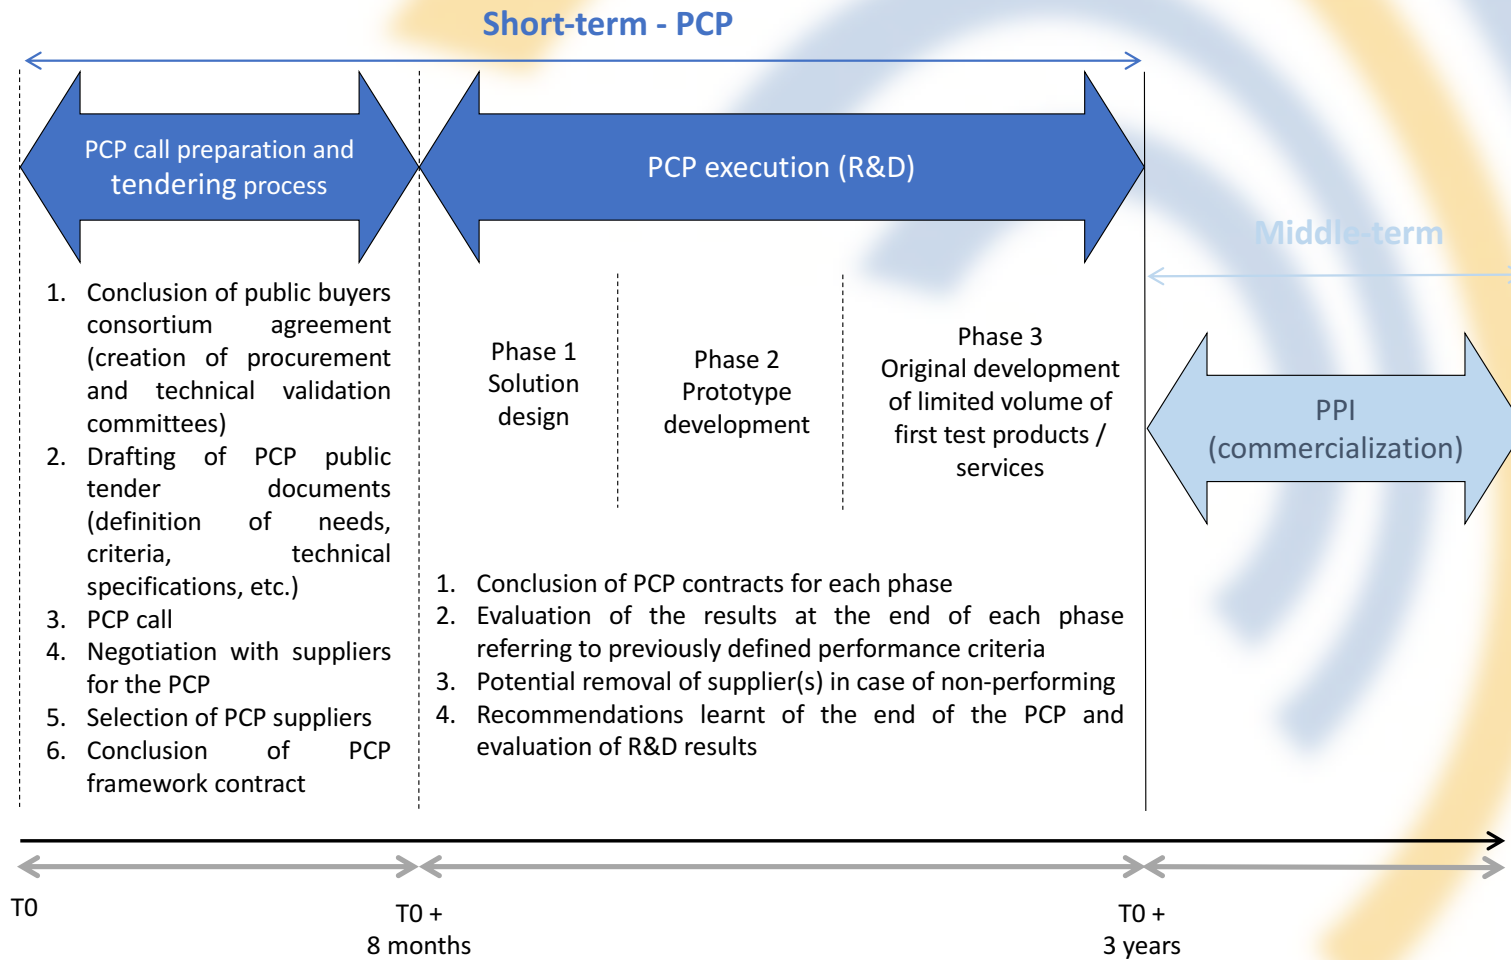 Short-term - PCP
PCP call preparation and
tendering process
PCP execution (R&D)
Middle-term
1. Conclusion of public buyers
consortium agreement
(creation of procurement
and technical validation
committees)
2. Drafting of PCP public
tender documents
(definition of needs,
criteria, technical
specifications, etc.)
3. PCP call
4. Negotiation with suppliers
for the PCP
5. Selection of PCP suppliers
6. Conclusion of PCP
framework contract
Phase 1
Solution
design
Phase 2
Prototype
development
Phase 3
Original development
of limited volume of
first test products /
services
PPI
(commercialization)
1. Conclusion of PCP contracts for each phase
2. Evaluation of the results at the end of each phase
referring to previously defined performance criteria
3. Potential removal of supplier(s) in case of non-performing
4. Recommendations learnt of the end of the PCP and
evaluation of R&D results
T0
T0 +
8 months
T0 +
3 years